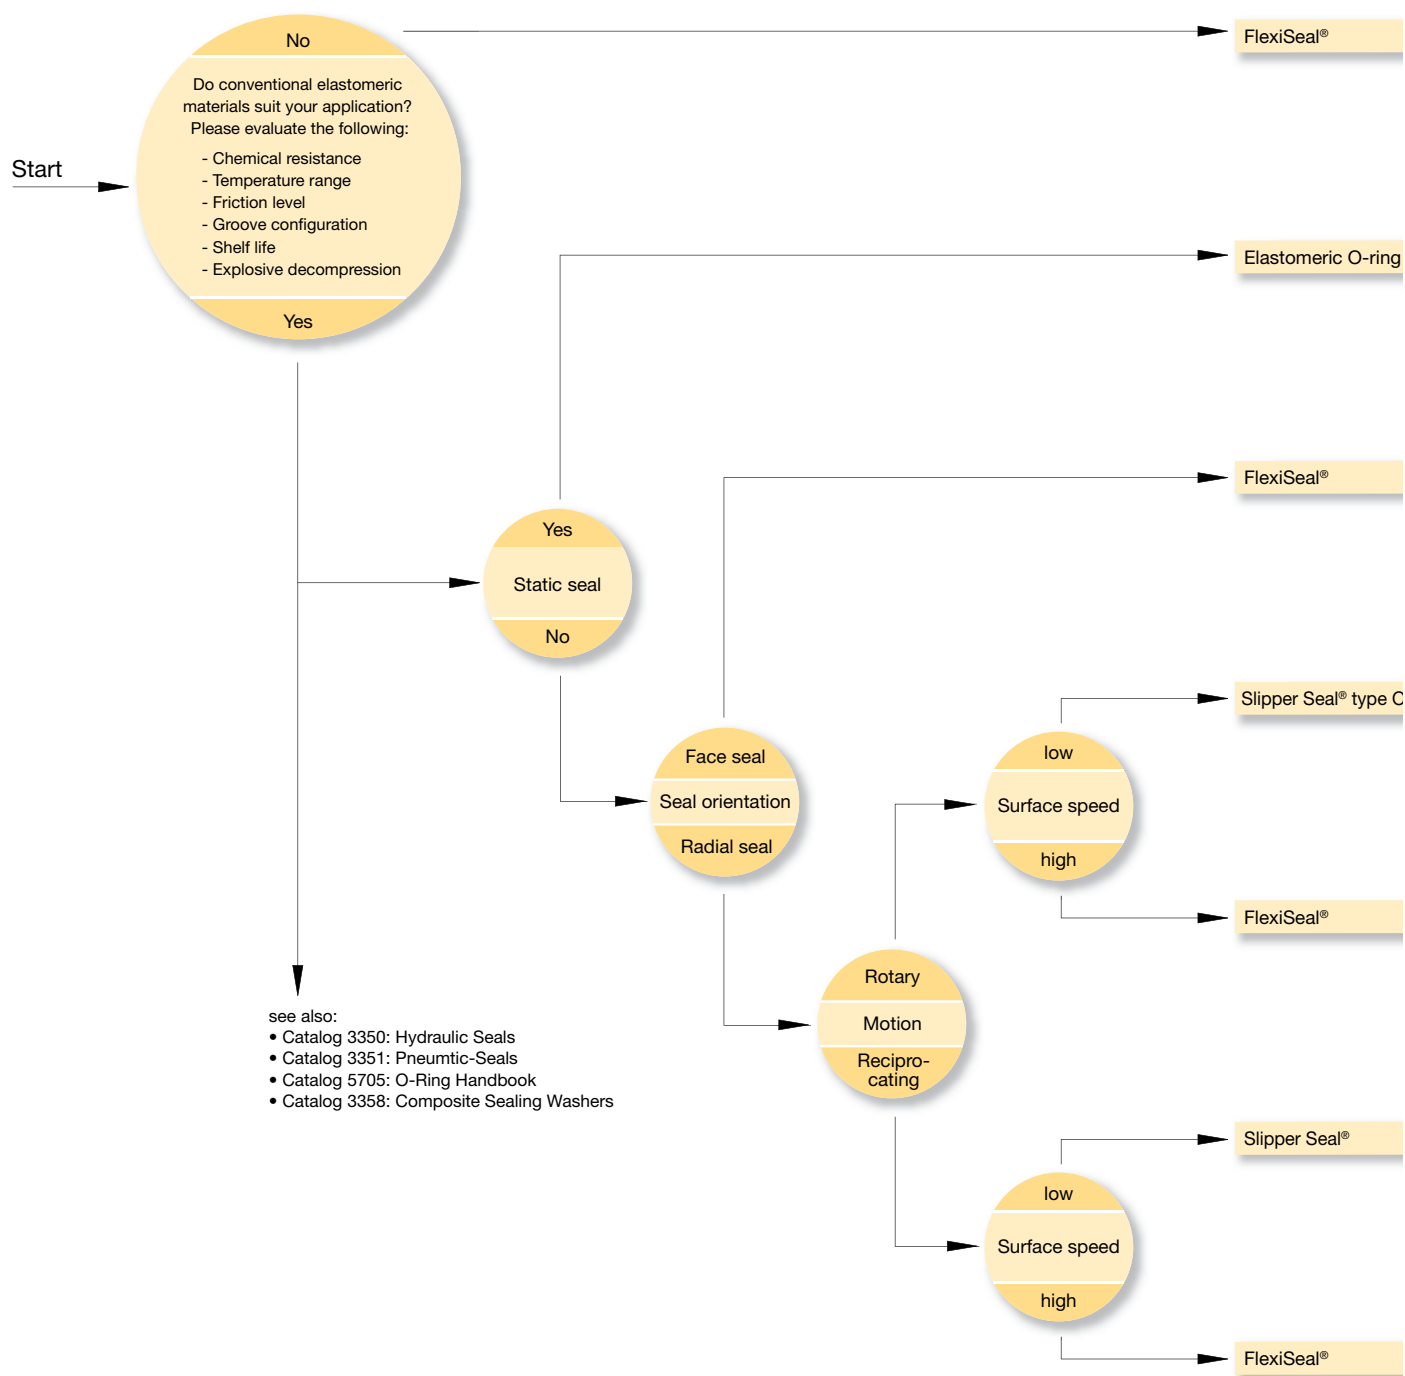 No
FlexiSeal®
Do conventional elastomeric
materials suit your application?
Please evaluate the following:
- Chemical resistance
- Temperature range
- Friction level
- Groove configuration
- Shelf life
- Explosive decompression
Start
Yes
Elastomeric O-ring
FlexiSeal®
Yes
Static seal
No
Slipper Seal® type C
Face seal
Seal orientation
Radial seal
low
Surface speed
high
FlexiSeal®
Rotary
Motion
Recipro-
cating
see also:
• Catalog 3350: Hydraulic Seals
• Catalog 3351: Pneumtic-Seals
• Catalog 5705: O-Ring Handbook
• Catalog 3358: Composite Sealing Washers
Slipper Seal®
low
Surface speed
high
FlexiSeal®